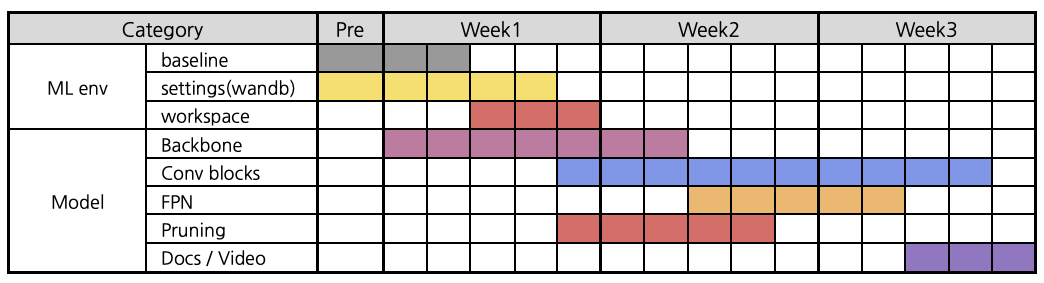 Category Pre Week1 Week2 Week3
baseline
ML env settings(wandb)
workspace
Backbone
Conv blocks
Model FPN
Pruning
Docs / Video